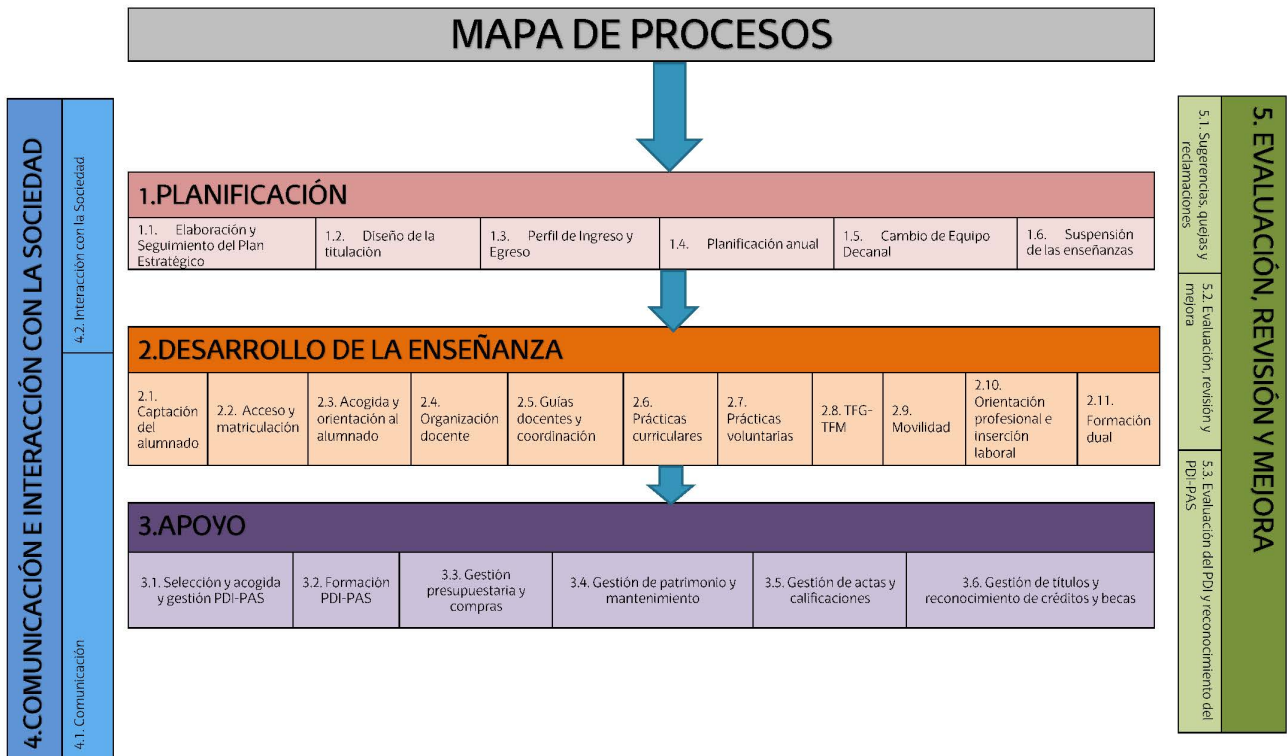 MAPA DE PROCESOS
4.COMUNICACIÓN E INTERACCIÓN CON LA SOCIEDAD
4.2. Interacción con la Sociedad
4.1. Comunicación
1.PLANIFICACIÓN
1.1. Elaboración y
Seguimiento del Plan
Estratégico
1.2. Diseño de la
titulación
1.3. Perfil de Ingreso y
Egreso
1.4. Planificación anual
1.5. Cambio de Equipo
Decanal
1.6. Suspensión
de las enseñanzas
2.DESARROLLO DE LA ENSEÑANZA
2.1.
Captación
del
alumnado
2.2. Acceso y
matriculación
2.3. Acogida y
orientación al
alumnado
2.4.
Organización
docente
2.5. Guías
docentes y
coordinación
2.6.
Prácticas
curriculares
2.7.
Prácticas
voluntarias
2.8. TFG-
TFM
2.9.
Movilidad
2.10.
Orientación
profesional e
inserción
laboral
2.11.
Formación
dual
3.APOYO
3.1. Selección y acogida
y gestión PDI-PAS
3.2. Formación
PDI-PAS
3.3. Gestión
presupuestaria y
compras
3.4. Gestión de patrimonio y
mantenimiento
3.5. Gestión de actas y
calificaciones
3.6. Gestión de títulos y
reconocimiento de créditos y becas
5. EVALUACIÓN, REVISIÓN Y MEJORA
5.1. Sugerencias, quejas y
reclamaciones
5.2. Evaluación, revisión y
mejora
5.3. Evaluación del PDI y reconocimiento del
PDI-PAS